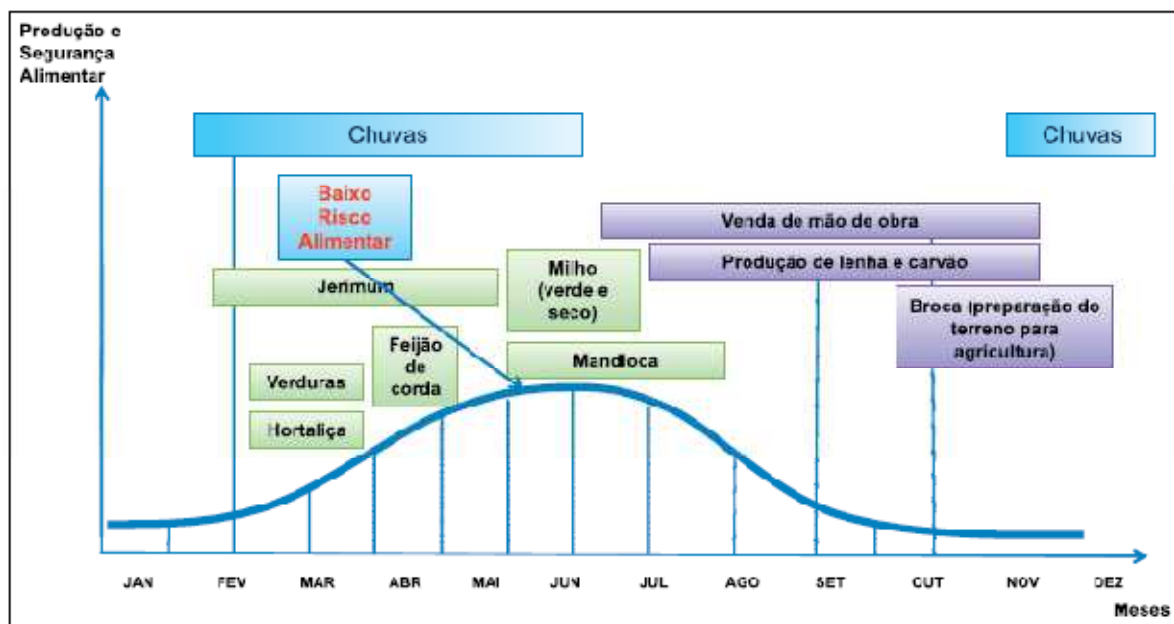 Produção e
Segurança
Alimentar
Chuvas
Chuvas
Baixo
Risco
Alimentar
Venda de mão de obra
Produção de lenha e carvão
Jerimum
Milho
(verde e
seco)
Broca (preparação do
terreno para
agricultura)
Feijão
de
corda
Mandioca
Verduras
Hortaliça
JAN FEV MAR ABR MAI JUN JUL AGO SET OUT NOV DEZ
Meses